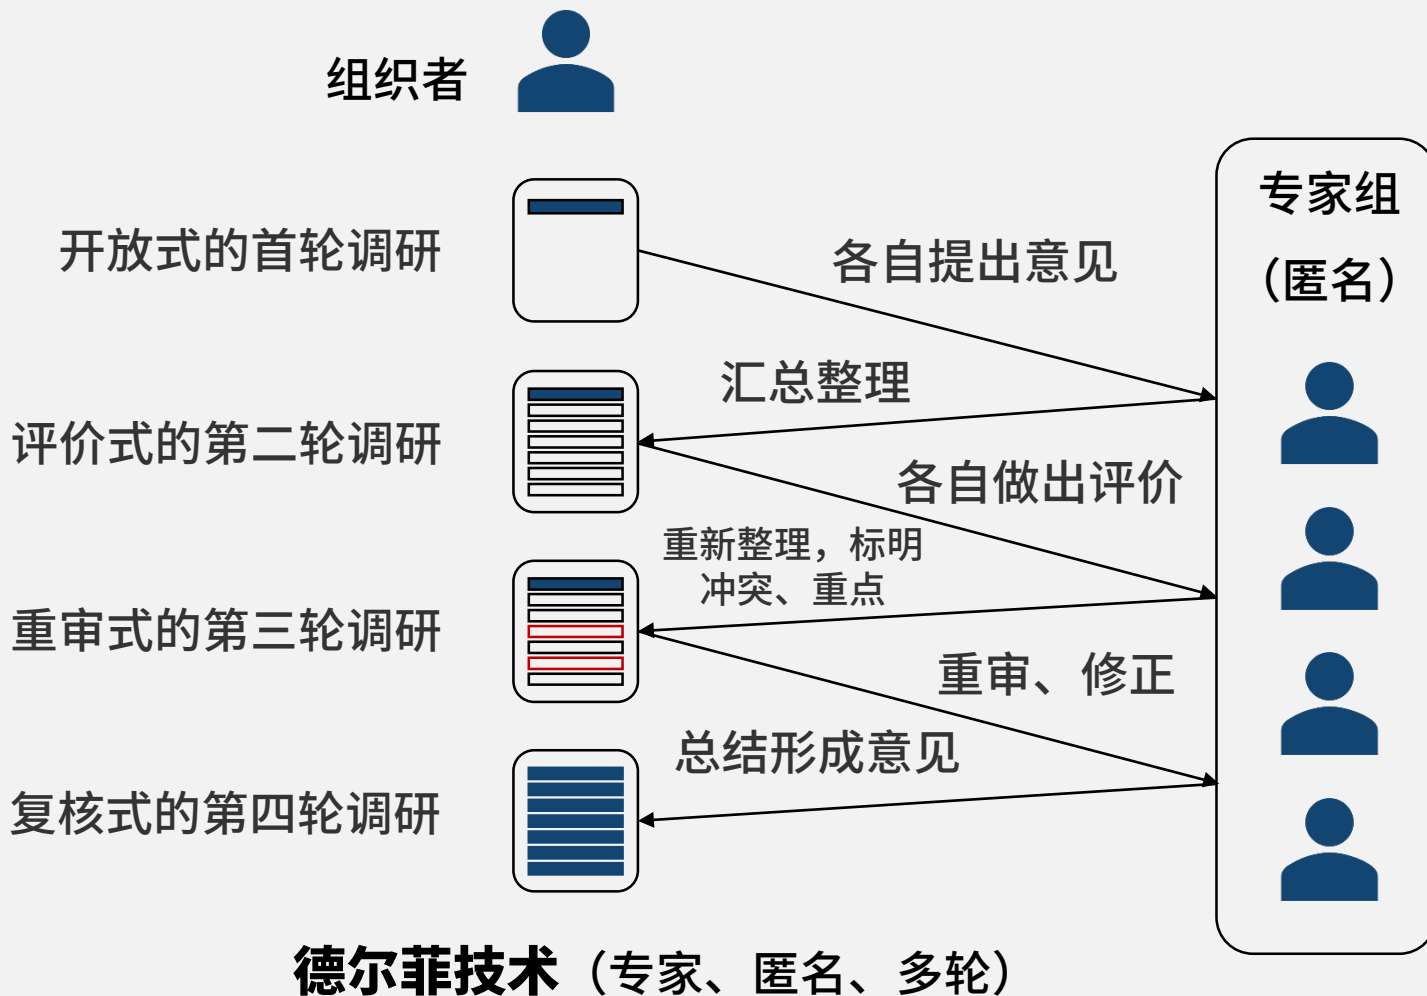 组织者
专家组
（匿名）
开放式的首轮调研
各自提出意见
汇总整理
评价式的第二轮调研
各自做出评价
重新整理，标明
冲突、重点
重审式的第三轮调研
重审、修正
总结形成意见
复核式的第四轮调研
德尔菲技术（专家、匿名、多轮）